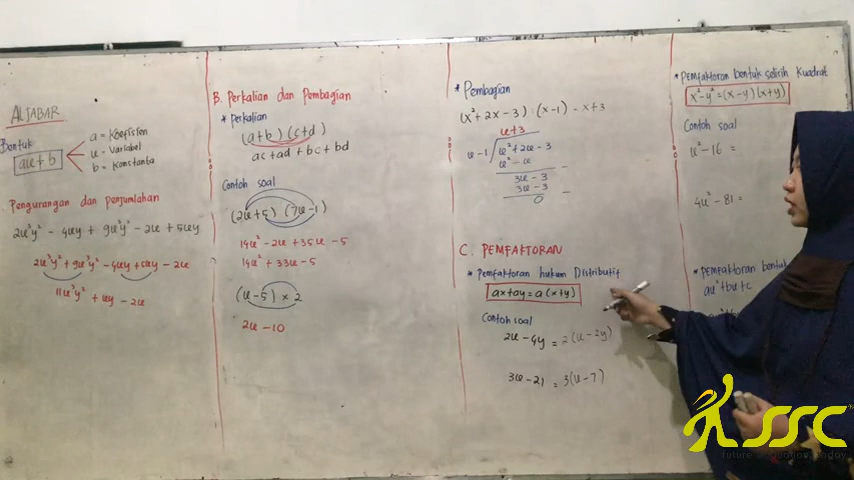 ALJABAR
Bentuk
ax + b
a = Koefisien
x = Variabel
b = Konstanta
Pengurangan dan penjumlahan
2x²y² - 4xy + 9x²y² - 2x + 5xy
2x²y² + 9x²y² - 4xy + 5xy - 2x
11x²y² + xy - 2x
B. Perkalian dan Pembagian
* Perkalian
(a+b) (c+d)
ac + ad + bc + bd
Contoh soal
(2x+5) (7x-1)
14x² - 2x + 35x - 5
14x² + 33x - 5
(x-5) × 2
2x - 10
* Pembagian
(x² + 2x - 3) : (x-1) = x+3
x+3
x-1 x² + 2x - 3
x² - x
3x - 3
3x - 3
0
C. PEMFAKTORAN
* Pemfaktoran hukum Distributif
ax + ay = a (x+y)
Contoh soal
2x - 4y = 2(x-2y)
3x - 21 = 3(x-7)
* Pemfaktoran bentuk selisih Kuadrat
x² - y² = (x-y) (x+y)
Contoh soal
x² - 16 =
4x² - 81 =
* Pemfaktoran bentuk
ax² + bx + c
SSC